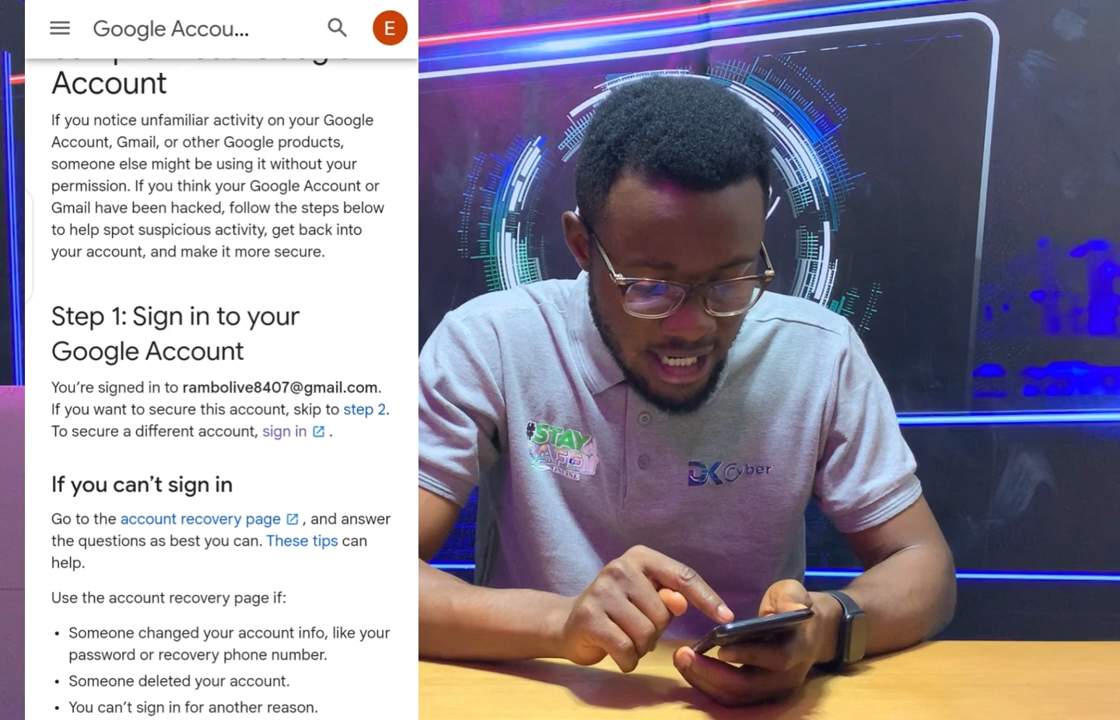 Google Accou...
E
Account
If you notice unfamiliar activity on your Google
Account, Gmail, or other Google products,
someone else might be using it without your
permission. If you think your Google Account or
Gmail have been hacked, follow the steps below
to help spot suspicious activity, get back into
your account, and make it more secure.
Step 1: Sign in to your
Google Account
You’re signed in to rambolive8407@gmail.com.
If you want to secure this account, skip to step 2.
To secure a different account, sign in .
If you can’t sign in
Go to the account recovery page , and answer
the questions as best you can. These tips can
help.
Use the account recovery page if:
• Someone changed your account info, like your
password or recovery phone number.
• Someone deleted your account.
• You can’t sign in for another reason.
#STAY
SAFE
ONLINE
DK Cyber